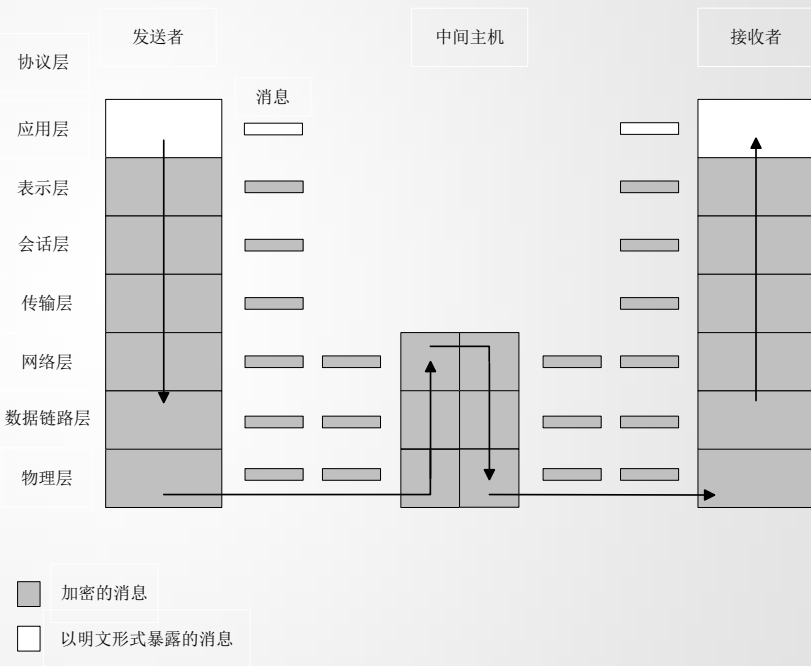 发送者
中间主机
接收者
协议层
消息
应用层
表示层
会话层
传输层
网络层
数据链路层
物理层
加密的消息
以明文形式暴露的消息